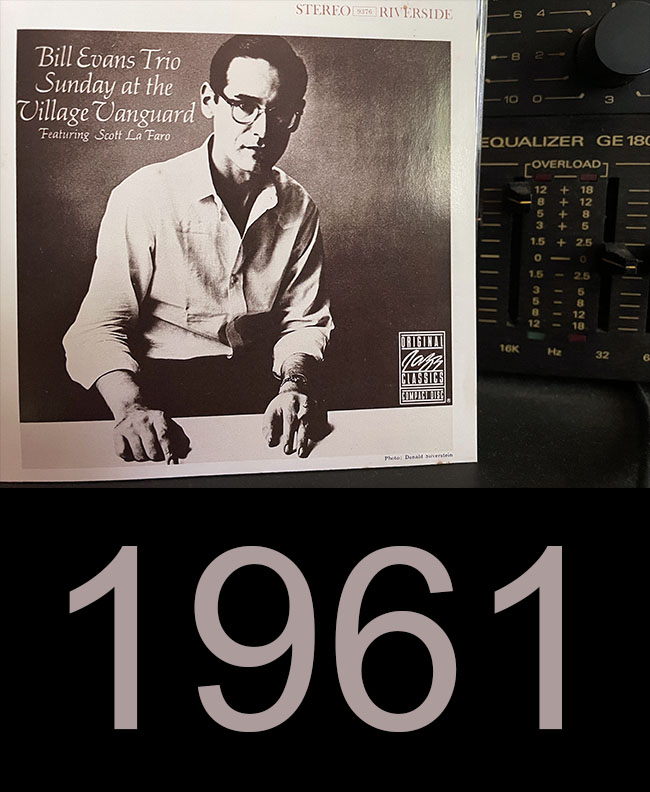 STEREO 9376 RIVERSIDE
Bill Evans Trio
Sunday at the
Village Vanguard
Featuring Scott La Faro
ORIGINAL
Jazz
CLASSICS
COMPACT DISC
Photo: Donald Silverstein
6 4
8 2
10 0 3
EQUALIZER GE 180
OVERLOAD
12 + 18
8 + 12
5 + 8
3 + 5
1.5 + 2.5
0 — 0
1.5 - 2.5
3 5
5 8
8 12
12 - 18
16K Hz 32 6
1961